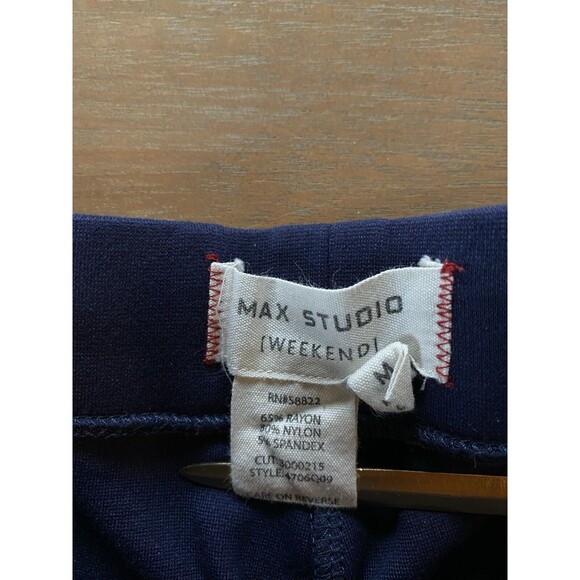 MAX STUDIO
[WEEKEND]
M
RN#58822
65% RAYON
30% NYLON
5% SPANDEX
CUT: 3000215
STYLE:4706Q09
CARE ON REVERSE